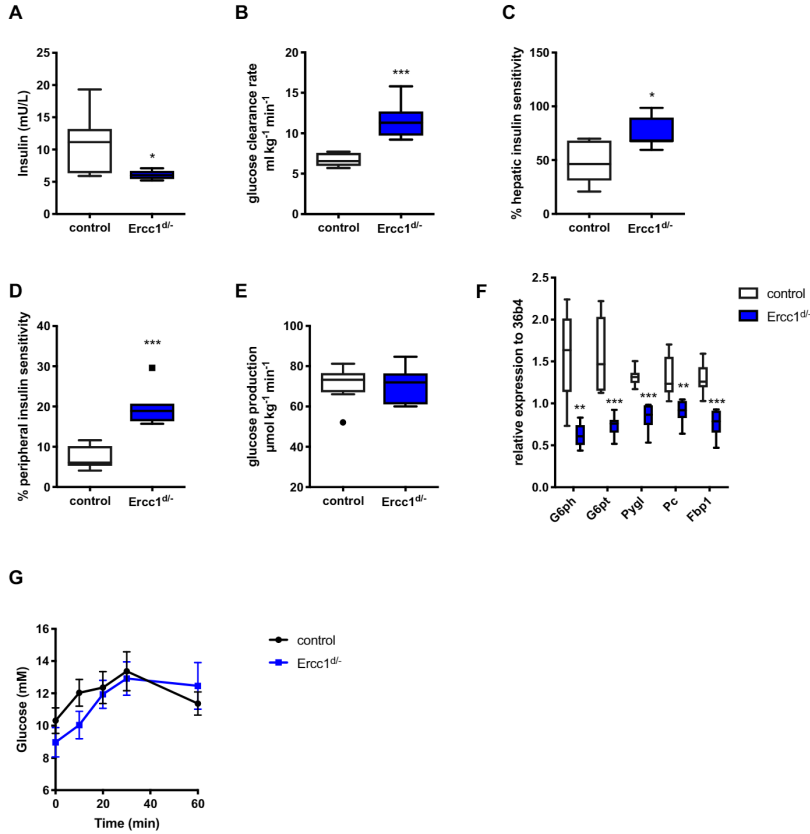 A
Insulin (mU/L)
25
20
15
10
5
0
*
control
Ercc1d/-
B
glucose clearance rate
ml kg-1 min-1
20
15
10
5
0
***
control
Ercc1d/-
C
% hepatic insulin sensitivity
150
100
50
0
*
control
Ercc1d/-
D
% peripheral insulin sensitivity
40
30
20
10
0
***
control
Ercc1d/-
E
glucose production
µmol kg-1 min-1
100
80
60
40
20
control
Ercc1d/-
F
relative expression to 36b4
2.5
2.0
1.5
1.0
0.5
0.0
**
***
***
**
***
G6ph
G6pt
Pygl
Pc
Fbp1
control
Ercc1d/-
G
Glucose (mM)
16
14
12
10
8
6
0
20
40
60
Time (min)
control
Ercc1d/-